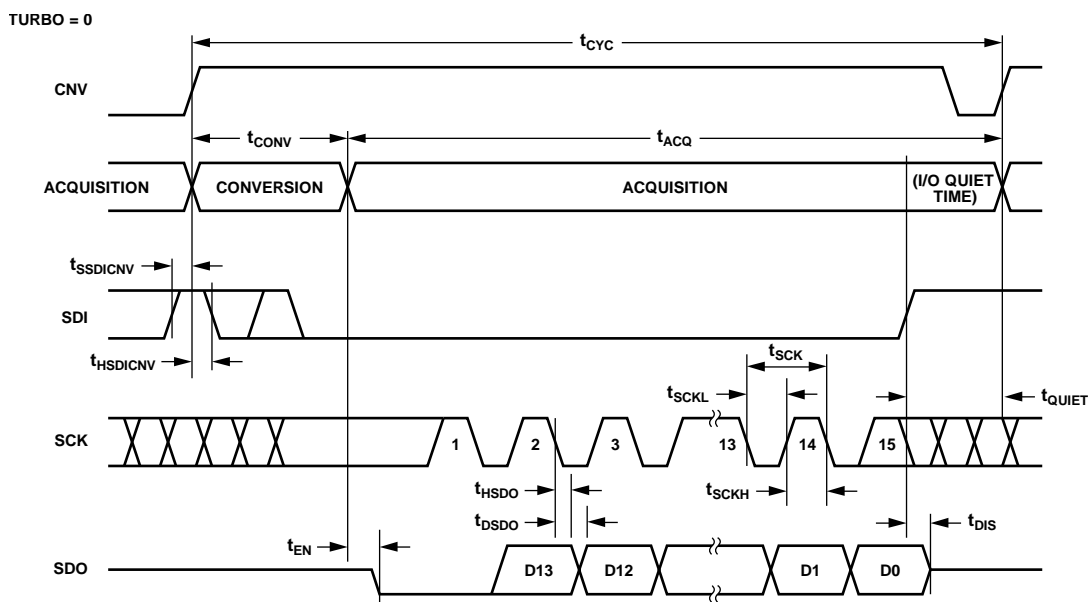 TURBO = 0
tCYC
CNV
tCONV
tACQ
ACQUISITION
CONVERSION
ACQUISITION
(I/O QUIET
TIME)
tSSDICNV
SDI
tHSDICNV
tSCK
tSCKL
tQUIET
SCK
1 2 3 13 14 15
tHSDO
tSCKH
tDSDO
tDIS
tEN
SDO
D13 D12 D1 D0